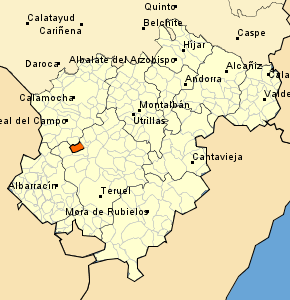 Quinto
Calatayud
Belchite
Cariñena
Caspe
Híjar
Daroca
Albalate del Arzobispo
Alcañiz
Cala
Andorra
Calamocha
Valde
Montalbán
eal del Campo
Utrillas
Cantavieja
Albarracín
Teruel
Mora de Rubielos